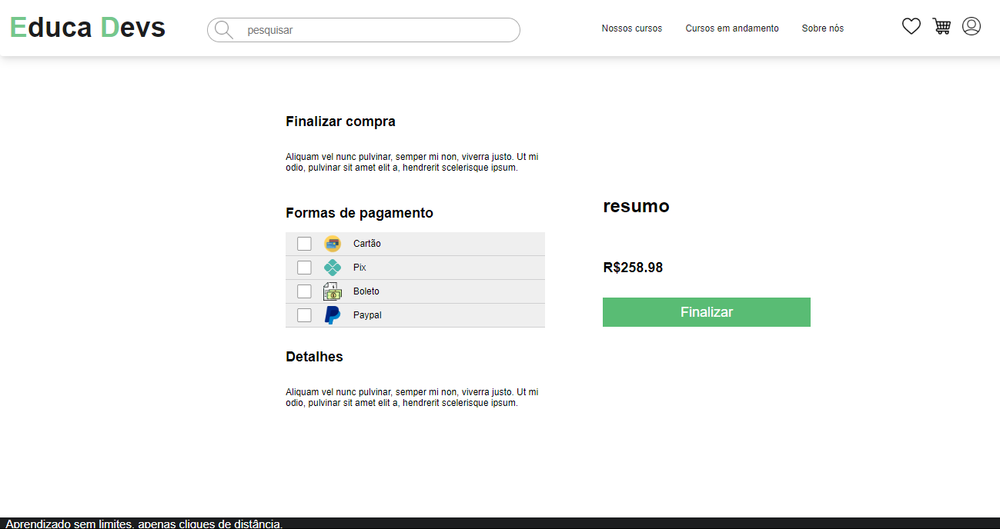 Educa Devs
pesquisar
Nossos cursos
Cursos em andamento
Sobre nós
Finalizar compra
Aliquam vel nunc pulvinar, semper mi non, viverra justo. Ut mi
odio, pulvinar sit amet elit a, hendrerit scelerisque ipsum.
Formas de pagamento
Cartão
Pix
Boleto
Paypal
Detalhes
Aliquam vel nunc pulvinar, semper mi non, viverra justo. Ut mi
odio, pulvinar sit amet elit a, hendrerit scelerisque ipsum.
resumo
R$258.98
Finalizar
Aprendizado sem limites, apenas cliques de distância.